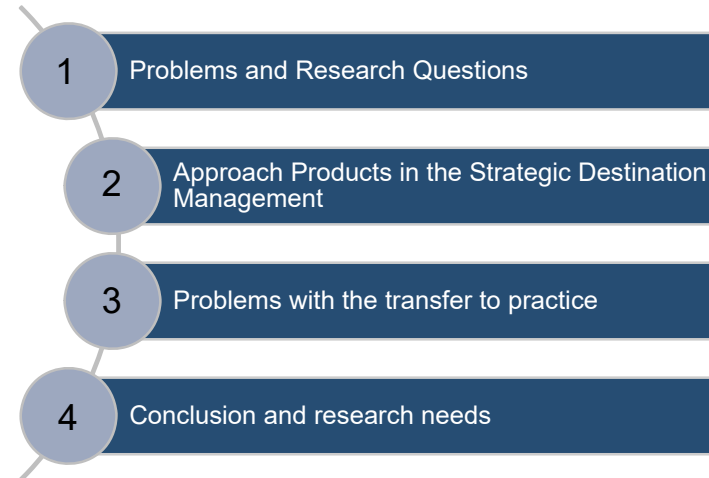 1
Problems and Research Questions
2
Approach Products in the Strategic Destination
Management
3
Problems with the transfer to practice
4
Conclusion and research needs